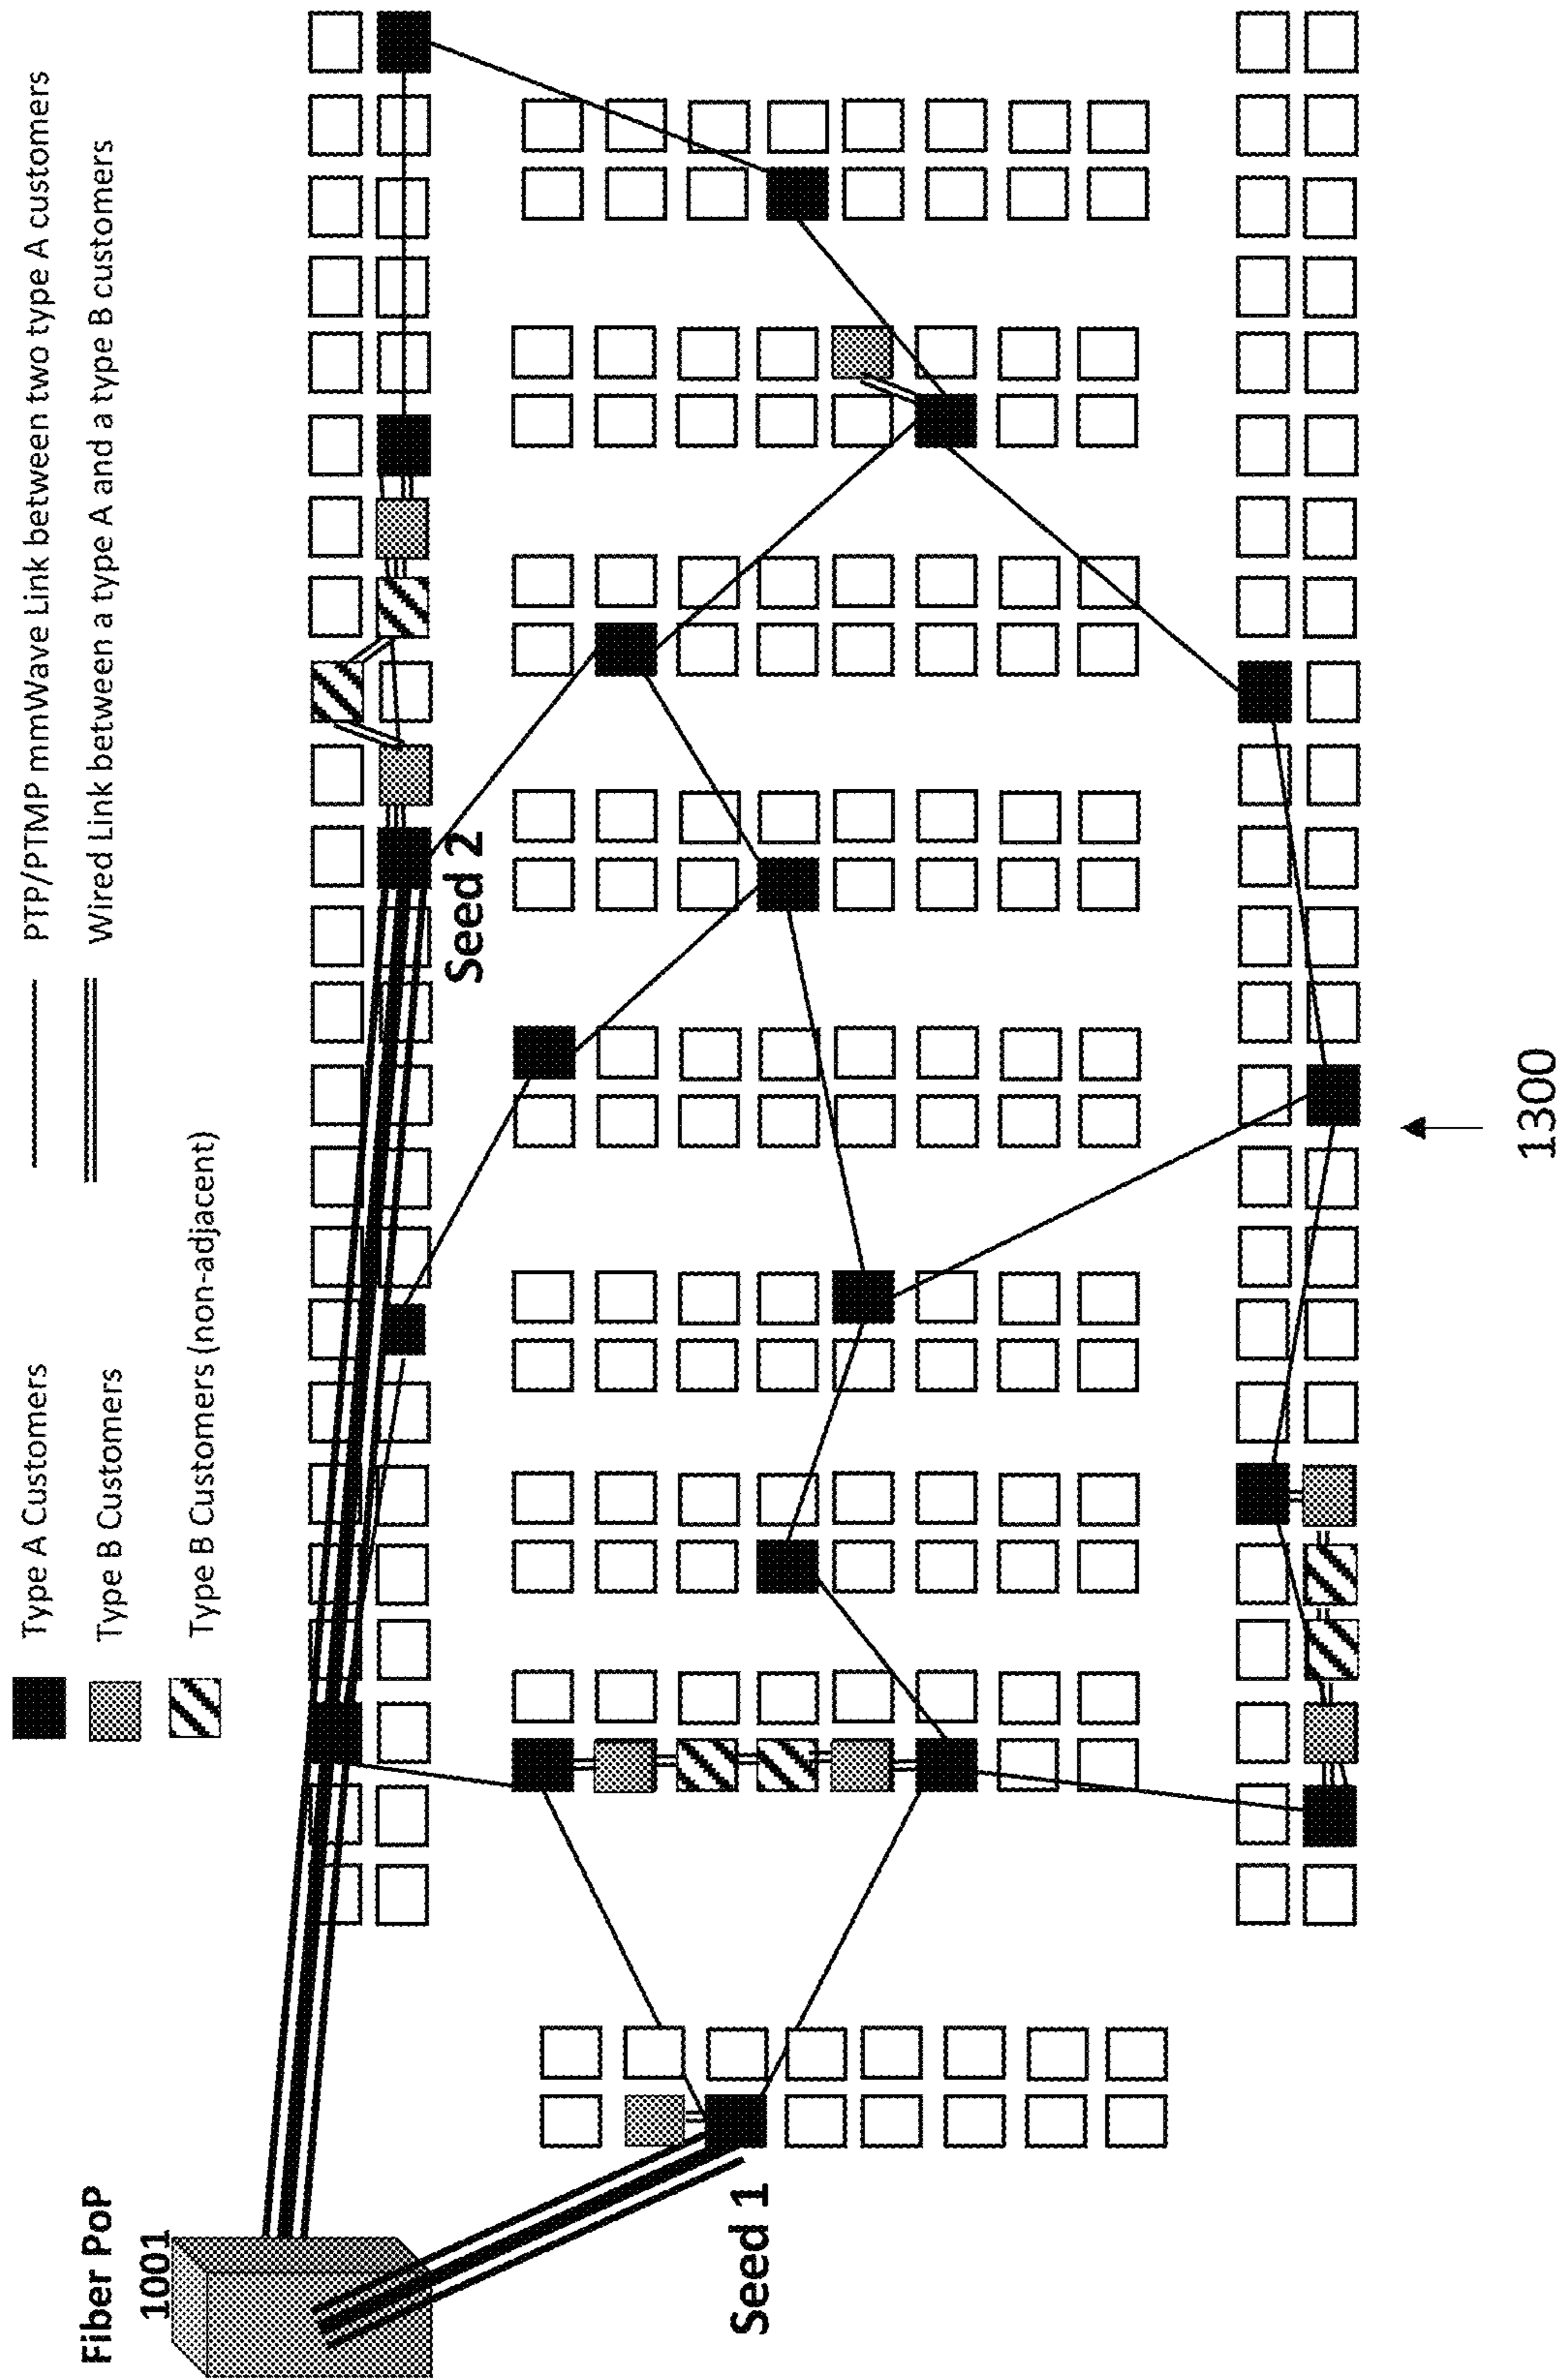 Type A Customers
Type B Customers
Type B Customers (non-adjacent)
PTP/PTMP mmWave Link between two type A customers
Wired Link between a type A and a type B customers
Fiber PoP
1001
Seed 1
Seed 2
1300